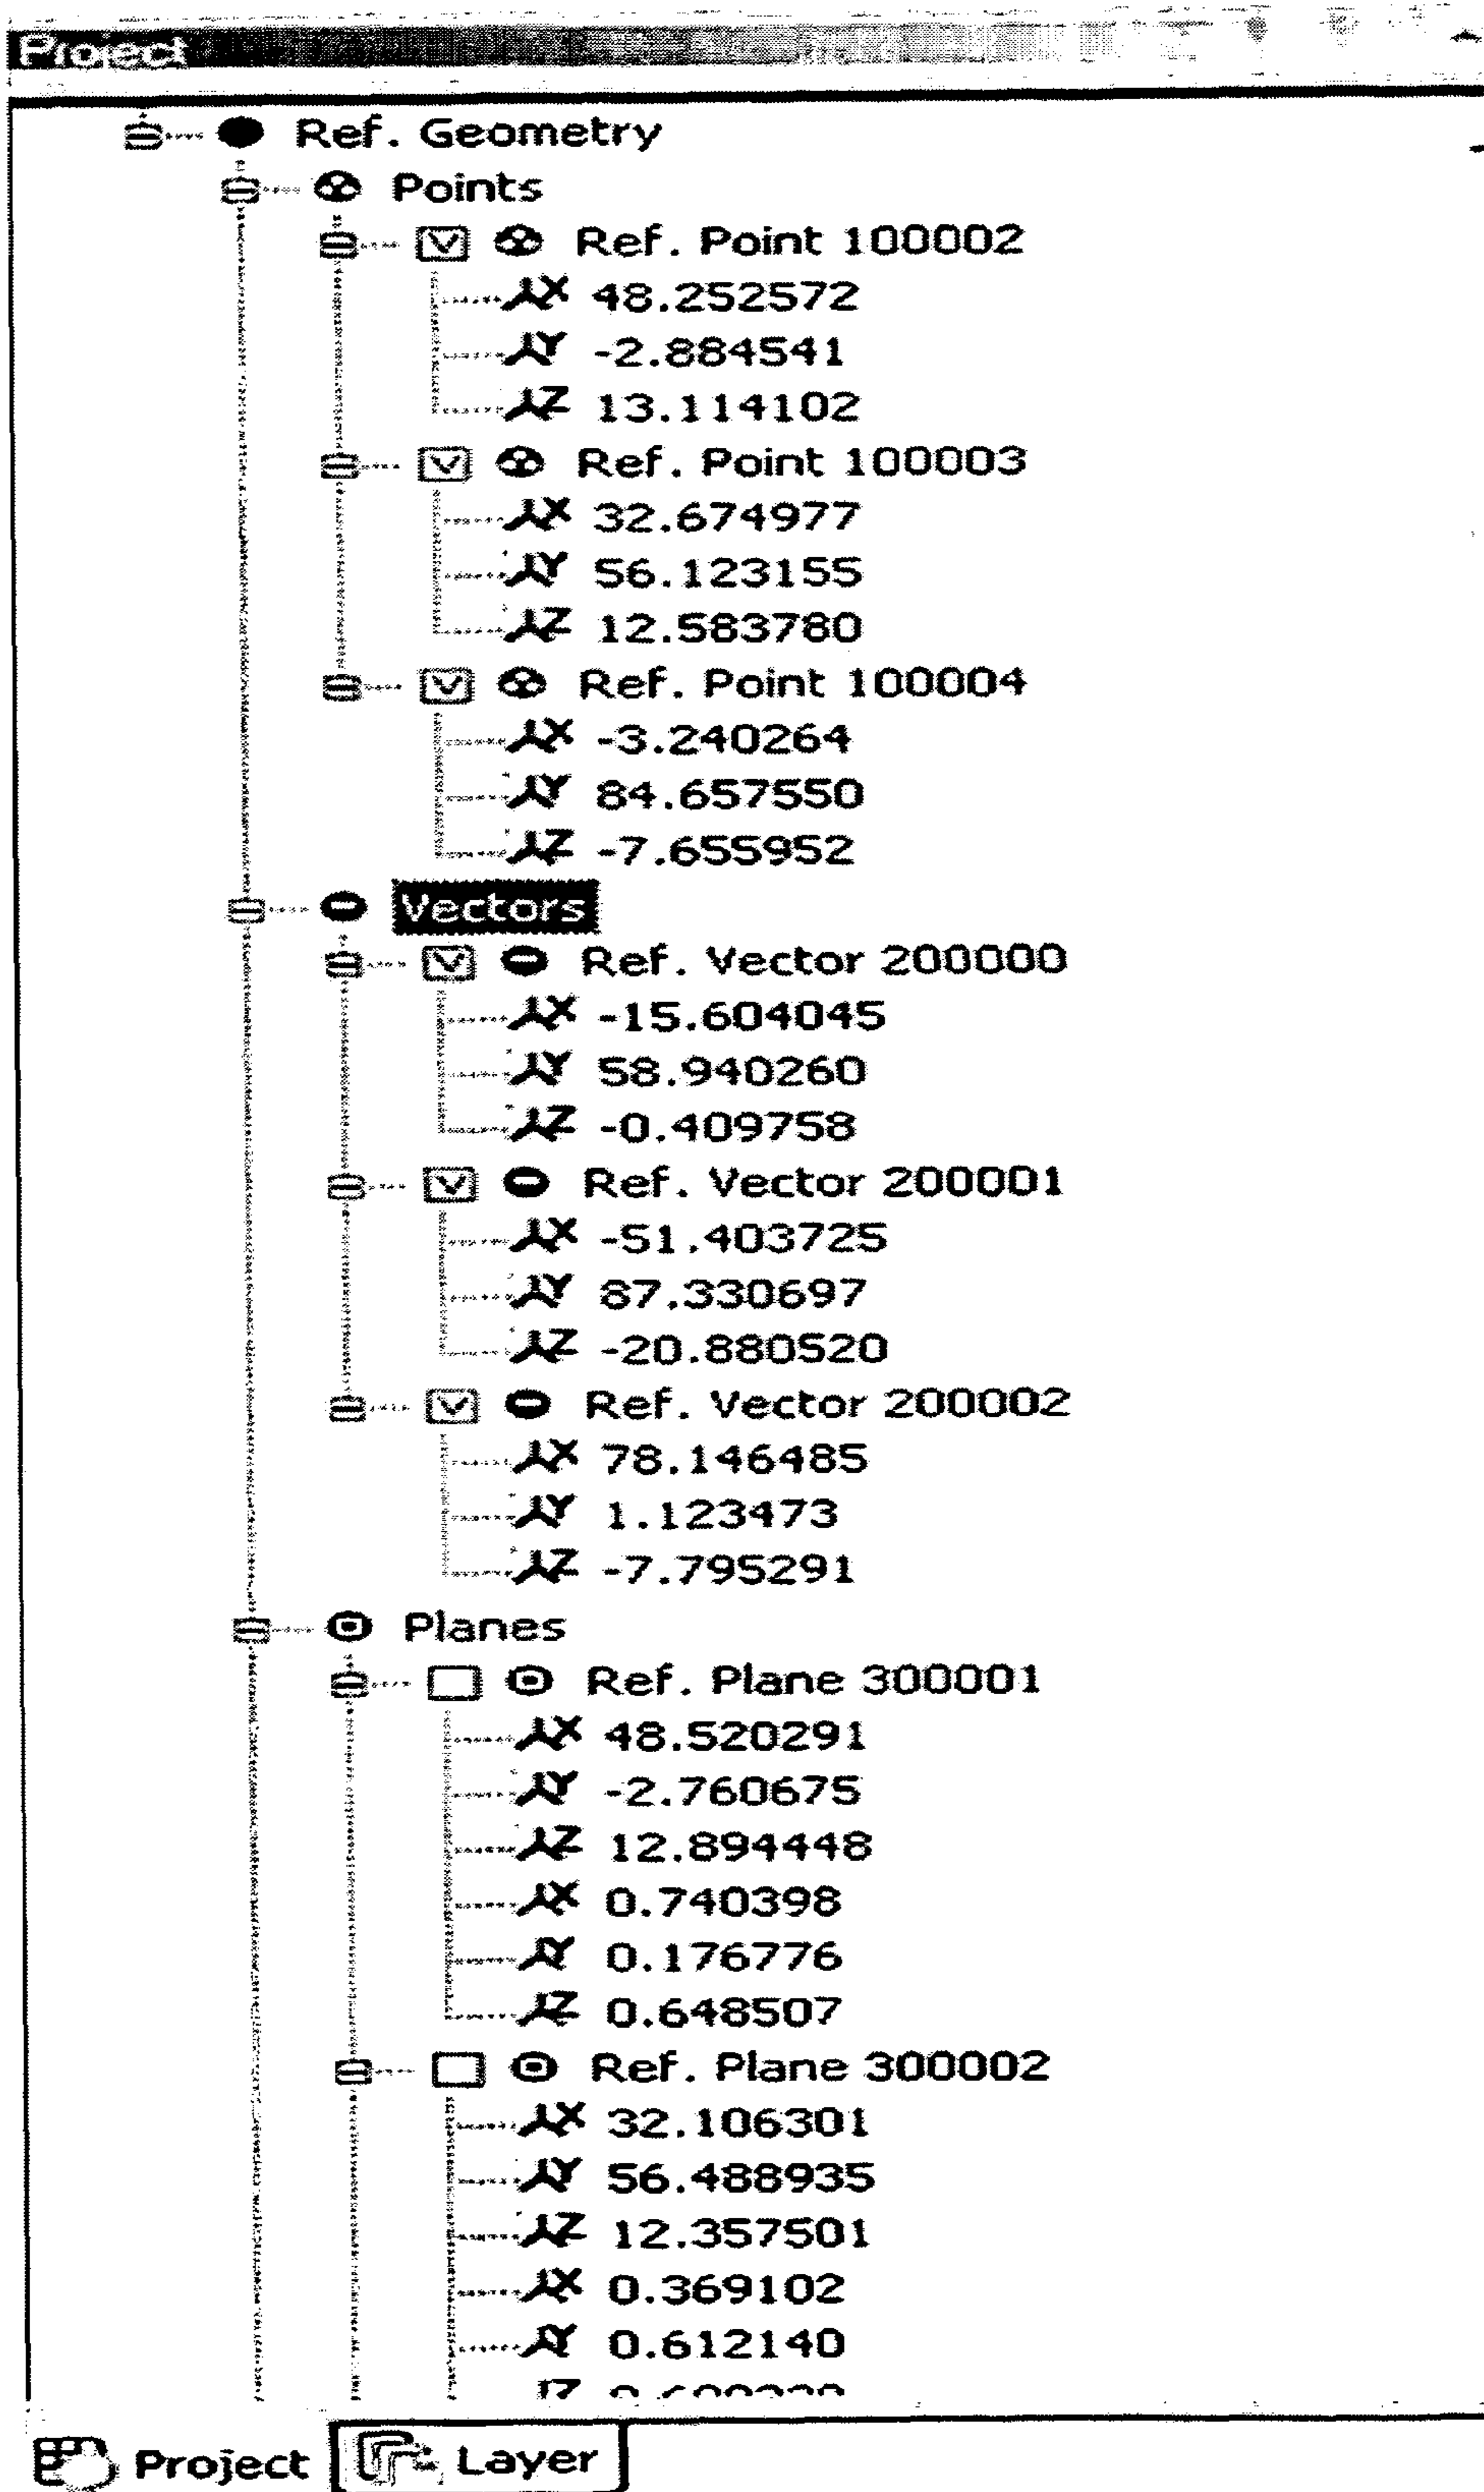 Project
Ref. Geometry
Points
Ref. Point 100002
X 48.252572
Y -2.884541
Z 13.114102
Ref. Point 100003
X 32.674977
Y 56.123155
Z 12.583780
Ref. Point 100004
X -3.240264
Y 84.657550
Z -7.655952
Vectors
Ref. Vector 200000
X -15.604045
Y 58.940260
Z -0.409758
Ref. Vector 200001
X -51.403725
Y 87.330697
Z -20.880520
Ref. Vector 200002
X 78.146485
Y 1.123473
Z -7.795291
Planes
Ref. Plane 300001
X 48.520291
Y -2.760675
Z 12.894448
X 0.740398
Y 0.176776
Z 0.648507
Ref. Plane 300002
X 32.106301
Y 56.488935
Z 12.357501
X 0.369102
Y 0.612140
Z
Project Layer